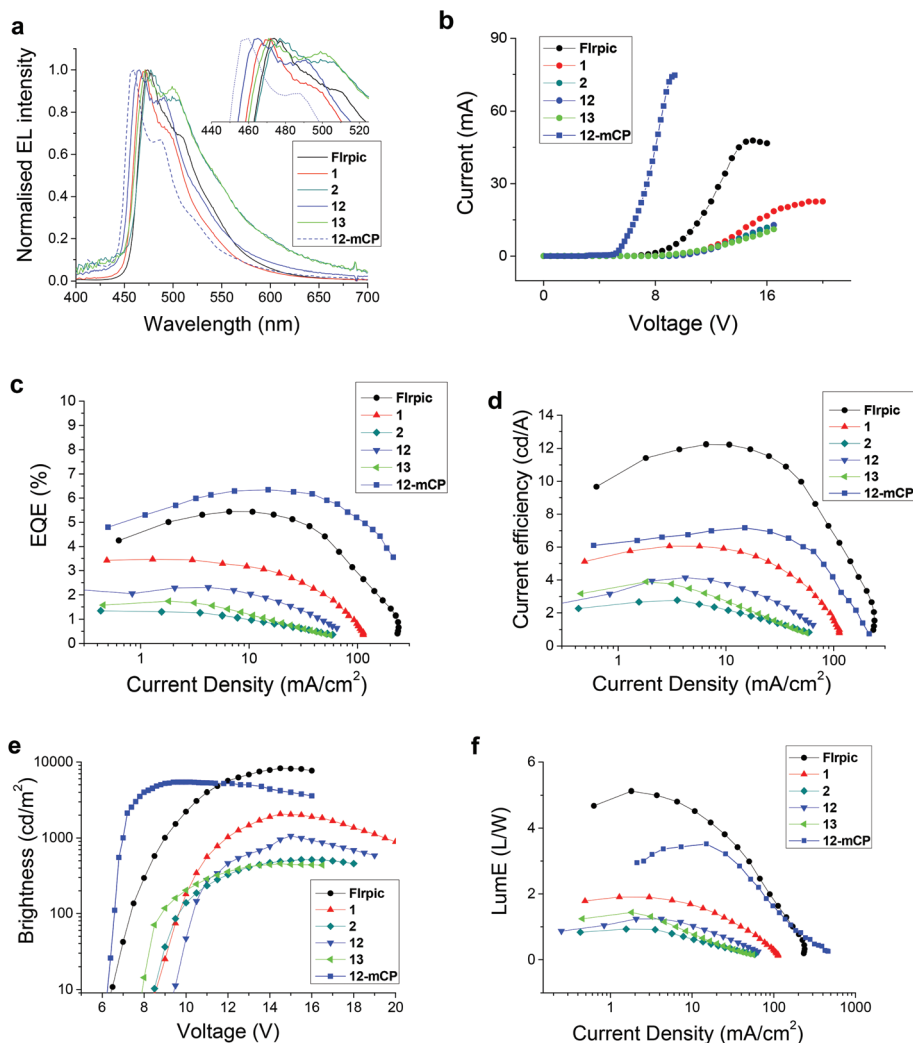 a
Normalised EL intensity
1.0
0.8
0.6
0.4
0.2
0.0
400 450 500 550 600 650 700
Wavelength (nm)
440 460 480 500 520
FIrpic
1
2
12
13
12-mCP
b
Current (mA)
90
60
30
0
0 8 16
Voltage (V)
FIrpic
1
2
12
13
12-mCP
c
EQE (%)
10
9
8
7
6
5
4
3
2
1
0
1 10 100
Current Density (mA/cm²)
FIrpic
1
2
12
13
12-mCP
d
Current efficiency (cd/A)
14
12
10
8
6
4
2
0
1 10 100
Current Density (mA/cm²)
FIrpic
1
2
12
13
12-mCP
e
Brightness (cd/m²)
10000
1000
100
10
6 8 10 12 14 16 18 20
Voltage (V)
FIrpic
1
2
12
13
12-mCP
f
LumE (L/W)
6
4
2
0
1 10 100 1000
Current Density (mA/cm²)
FIrpic
1
2
12
13
12-mCP